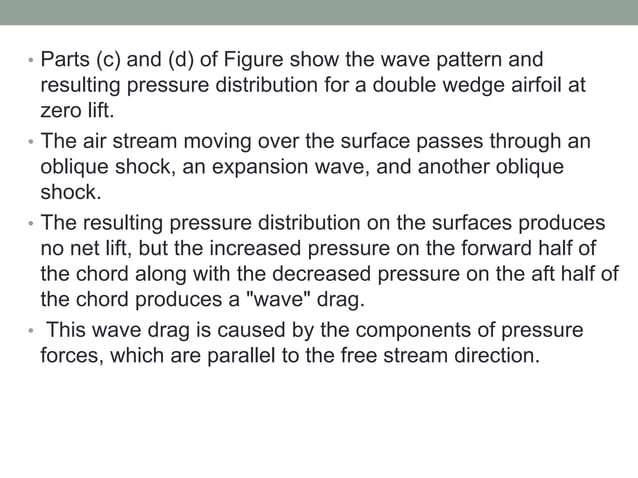 • Parts (c) and (d) of Figure show the wave pattern and
resulting pressure distribution for a double wedge airfoil at
zero lift.
• The air stream moving over the surface passes through an
oblique shock, an expansion wave, and another oblique
shock.
• The resulting pressure distribution on the surfaces produces
no net lift, but the increased pressure on the forward half of
the chord along with the decreased pressure on the aft half of
the chord produces a "wave" drag.
• This wave drag is caused by the components of pressure
forces, which are parallel to the free stream direction.